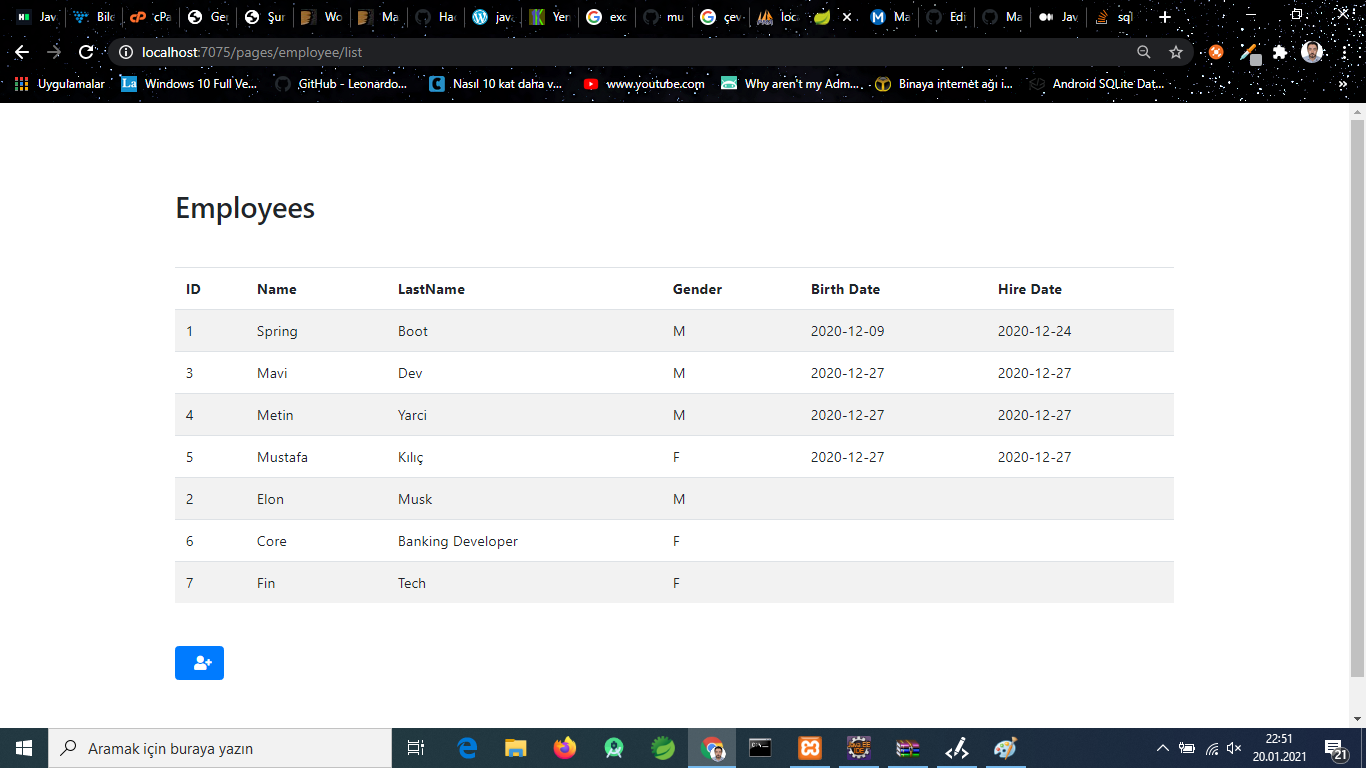 Jav
Bilg
cPa
Ge
Şur
Wo
Ma
Hac
java
Yen
exc
mu
çev
loca
Ma
Edi
Ma
Jav
sql
localhost:7075/pages/employee/list
Uygulamalar
Windows 10 Full Ve...
GitHub - Leonardo...
Nasıl 10 kat daha v...
www.youtube.com
Why aren't my Adm...
Binaya internet ağı i...
Android SQLite Dat...
»
Employees
ID Name LastName Gender Birth Date Hire Date
1 Spring Boot M 2020-12-09 2020-12-24
3 Mavi Dev M 2020-12-27 2020-12-27
4 Metin Yarci M 2020-12-27 2020-12-27
5 Mustafa Kılıç F 2020-12-27 2020-12-27
2 Elon Musk M
6 Core Banking Developer F
7 Fin Tech F
Aramak için buraya yazın
22:51
20.01.2021
21